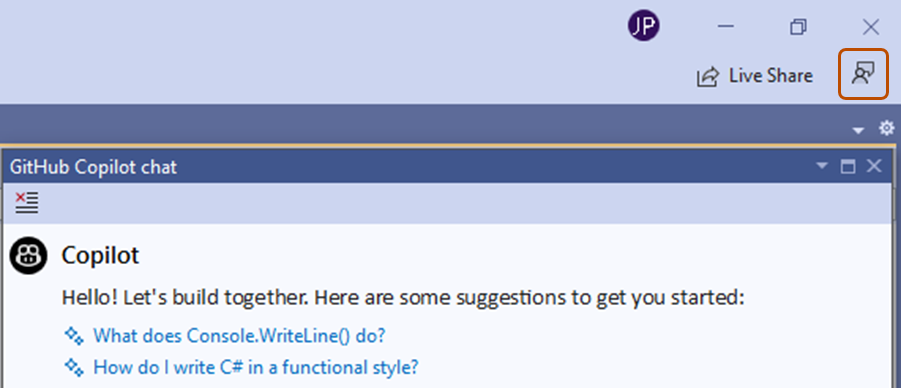 JP
Live Share
GitHub Copilot chat
Copilot
Hello! Let's build together. Here are some suggestions to get you started:
What does Console.WriteLine() do?
How do I write C# in a functional style?